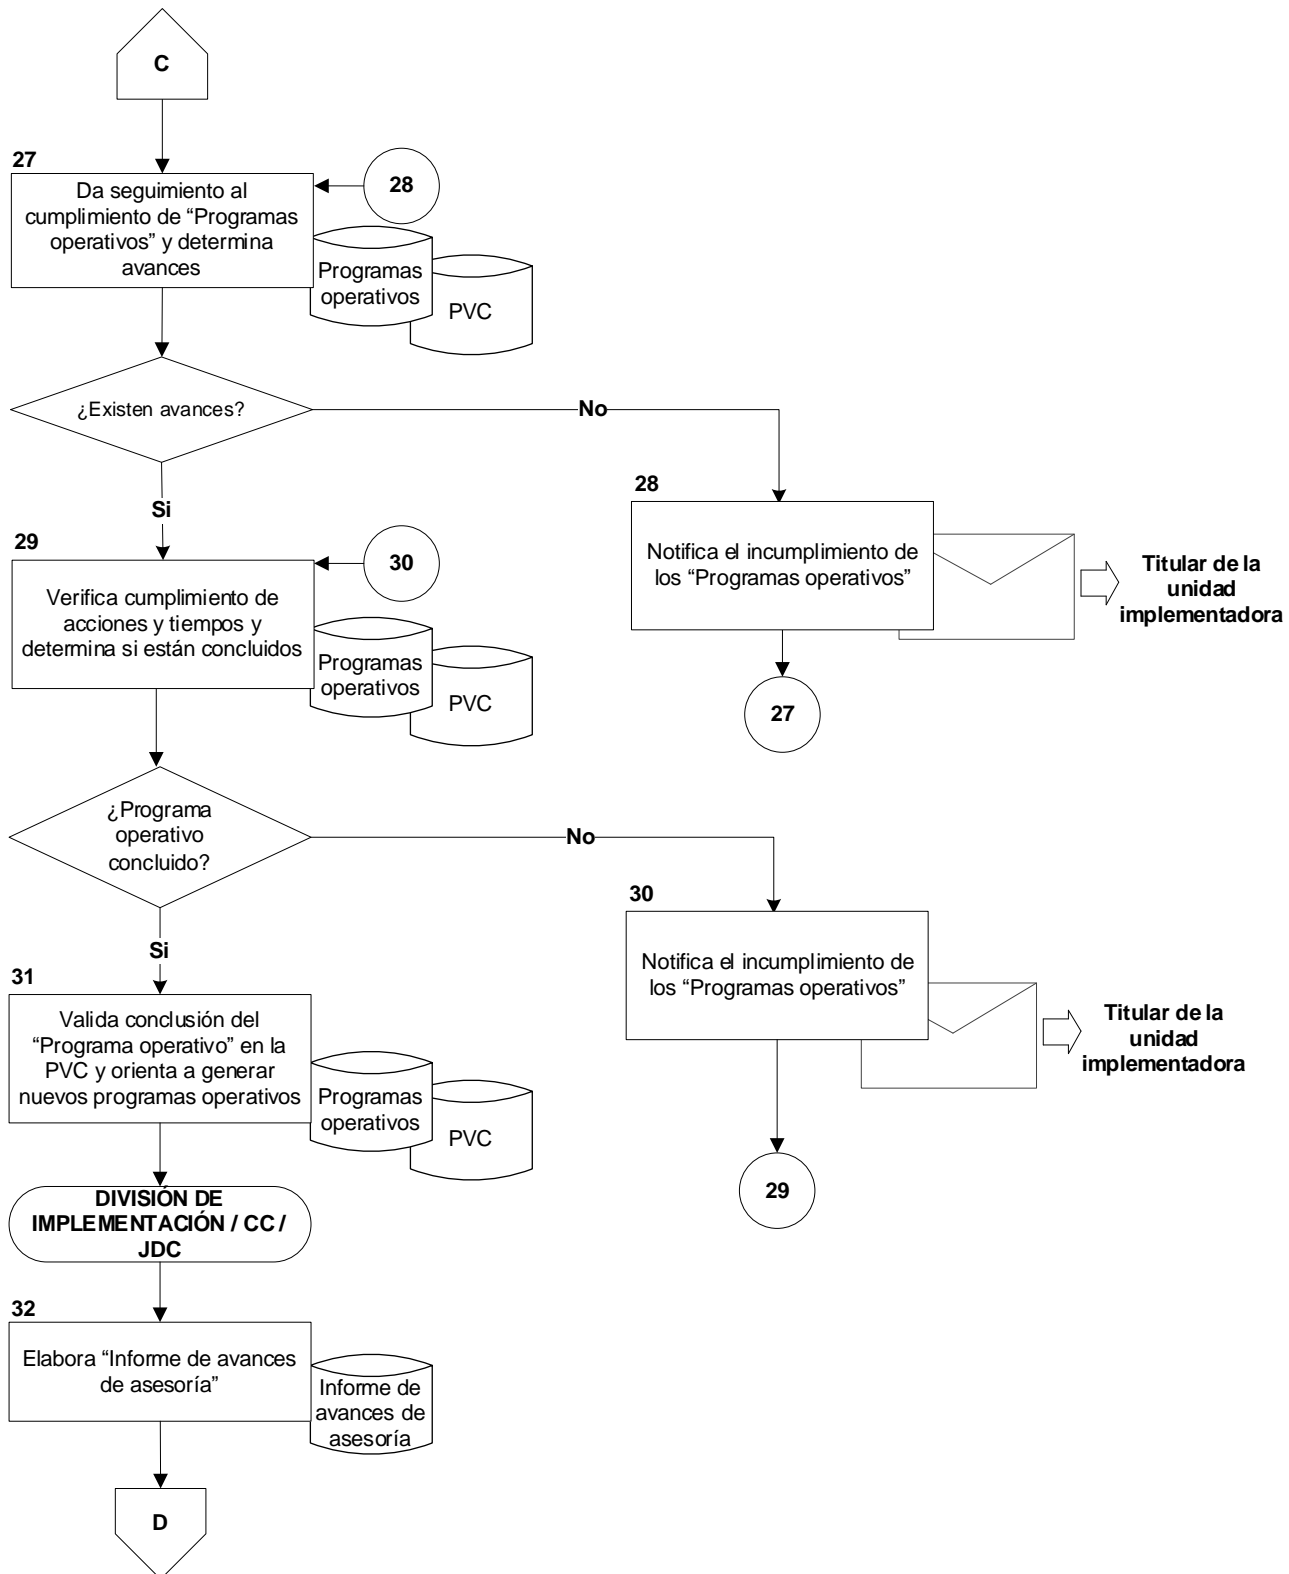 C
27
Da seguimiento al
cumplimiento de “Programas
operativos” y determina
avances
28
Programas
operativos
PVC
¿Existen avances?
No
Si
28
Notifica el incumplimiento de
los “Programas operativos”
Titular de la
unidad
implementadora
27
29
Verifica cumplimiento de
acciones y tiempos y
determina si están concluidos
30
Programas
operativos
PVC
¿Programa
operativo
concluido?
No
Si
30
Notifica el incumplimiento de
los “Programas operativos”
Titular de la
unidad
implementadora
29
31
Valida conclusión del
“Programa operativo” en la
PVC y orienta a generar
nuevos programas operativos
Programas
operativos
PVC
DIVISIÓN DE
IMPLEMENTACIÓN / CC /
JDC
32
Elabora “Informe de avances
de asesoría”
Informe de
avances de
asesoría
D